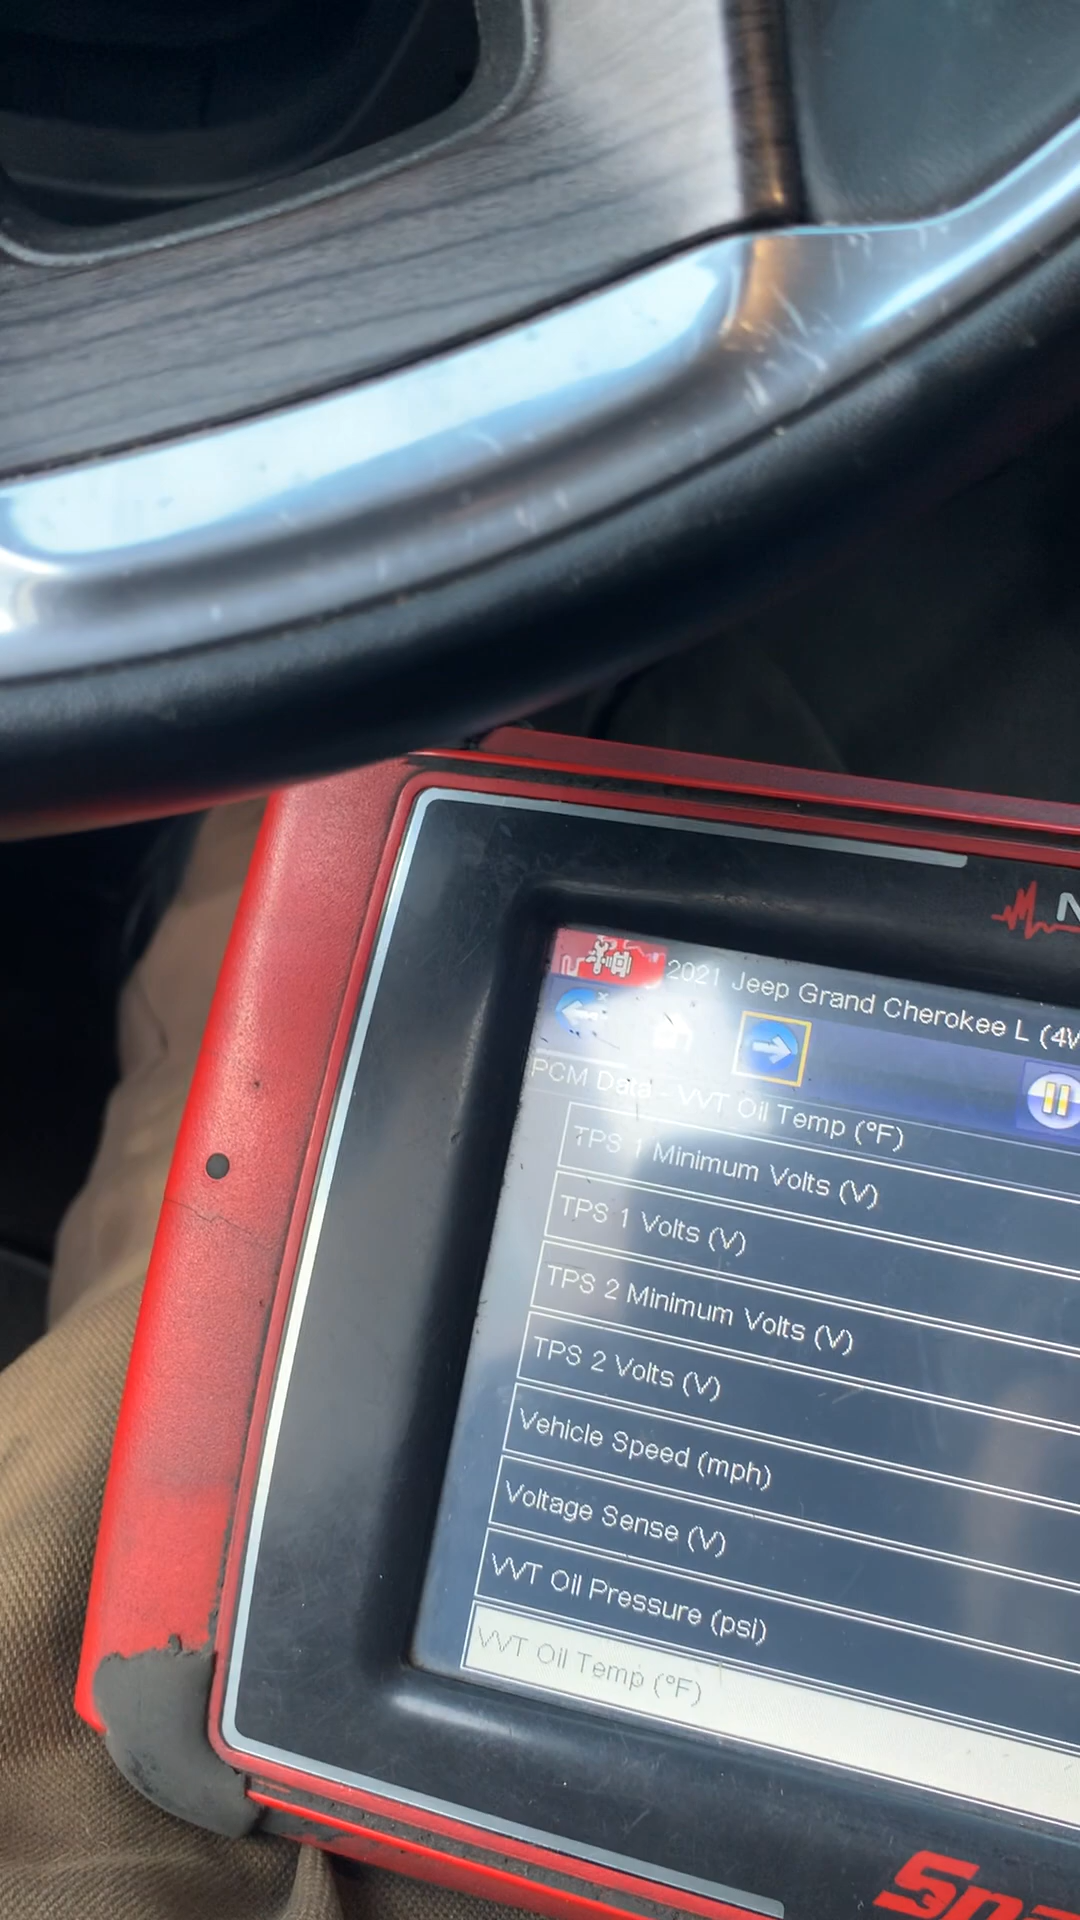 2021 Jeep Grand Cherokee L (4W
PCM Data - VVT Oil Temp (°F)
TPS 1 Minimum Volts (V)
TPS 1 Volts (V)
TPS 2 Minimum Volts (V)
TPS 2 Volts (V)
Vehicle Speed (mph)
Voltage Sense (V)
VVT Oil Pressure (psi)
VVT Oil Temp (°F)